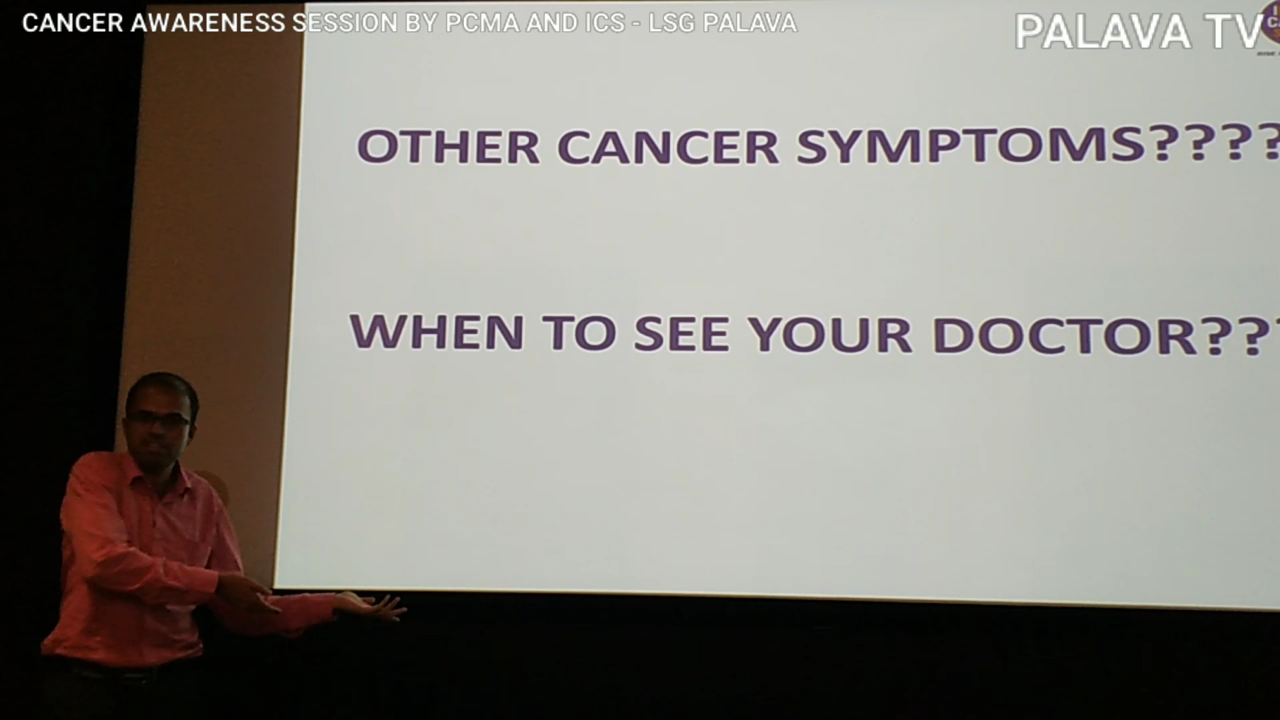 CANCER AWARENESS SESSION BY PCMA AND ICS - LSG PALAVA
PALAVA TV
OTHER CANCER SYMPTOMS????
WHEN TO SEE YOUR DOCTOR???